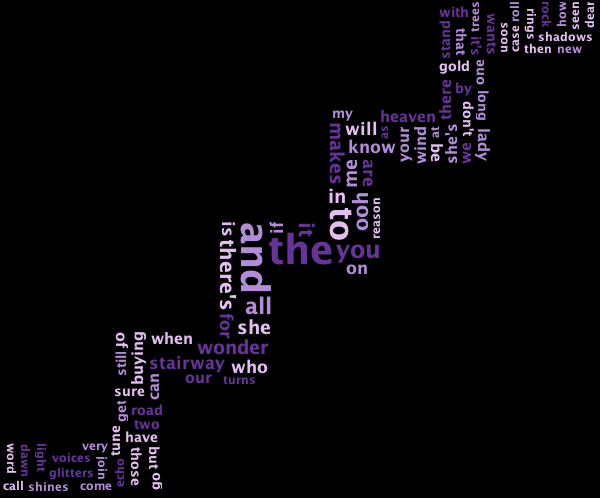 with
trees
roll
rock
how
seen
dear
stand
that
it's
wants
soon
case
rings
shadows
then
new
gold
one
there
by
long
don't
lady
my
heaven
will
as
your
wind
at
be
she's
we
makes
know
me
are
in
ooh
to
reason
is
and
if
it
the
you
on
there's
all
for
she
of
buying
when
wonder
still
stairway
who
our
turns
can
sure
get
road
two
tune
have
very
those
but
go
word
dawn
light
voices
join
echo
glitters
call
shines
come